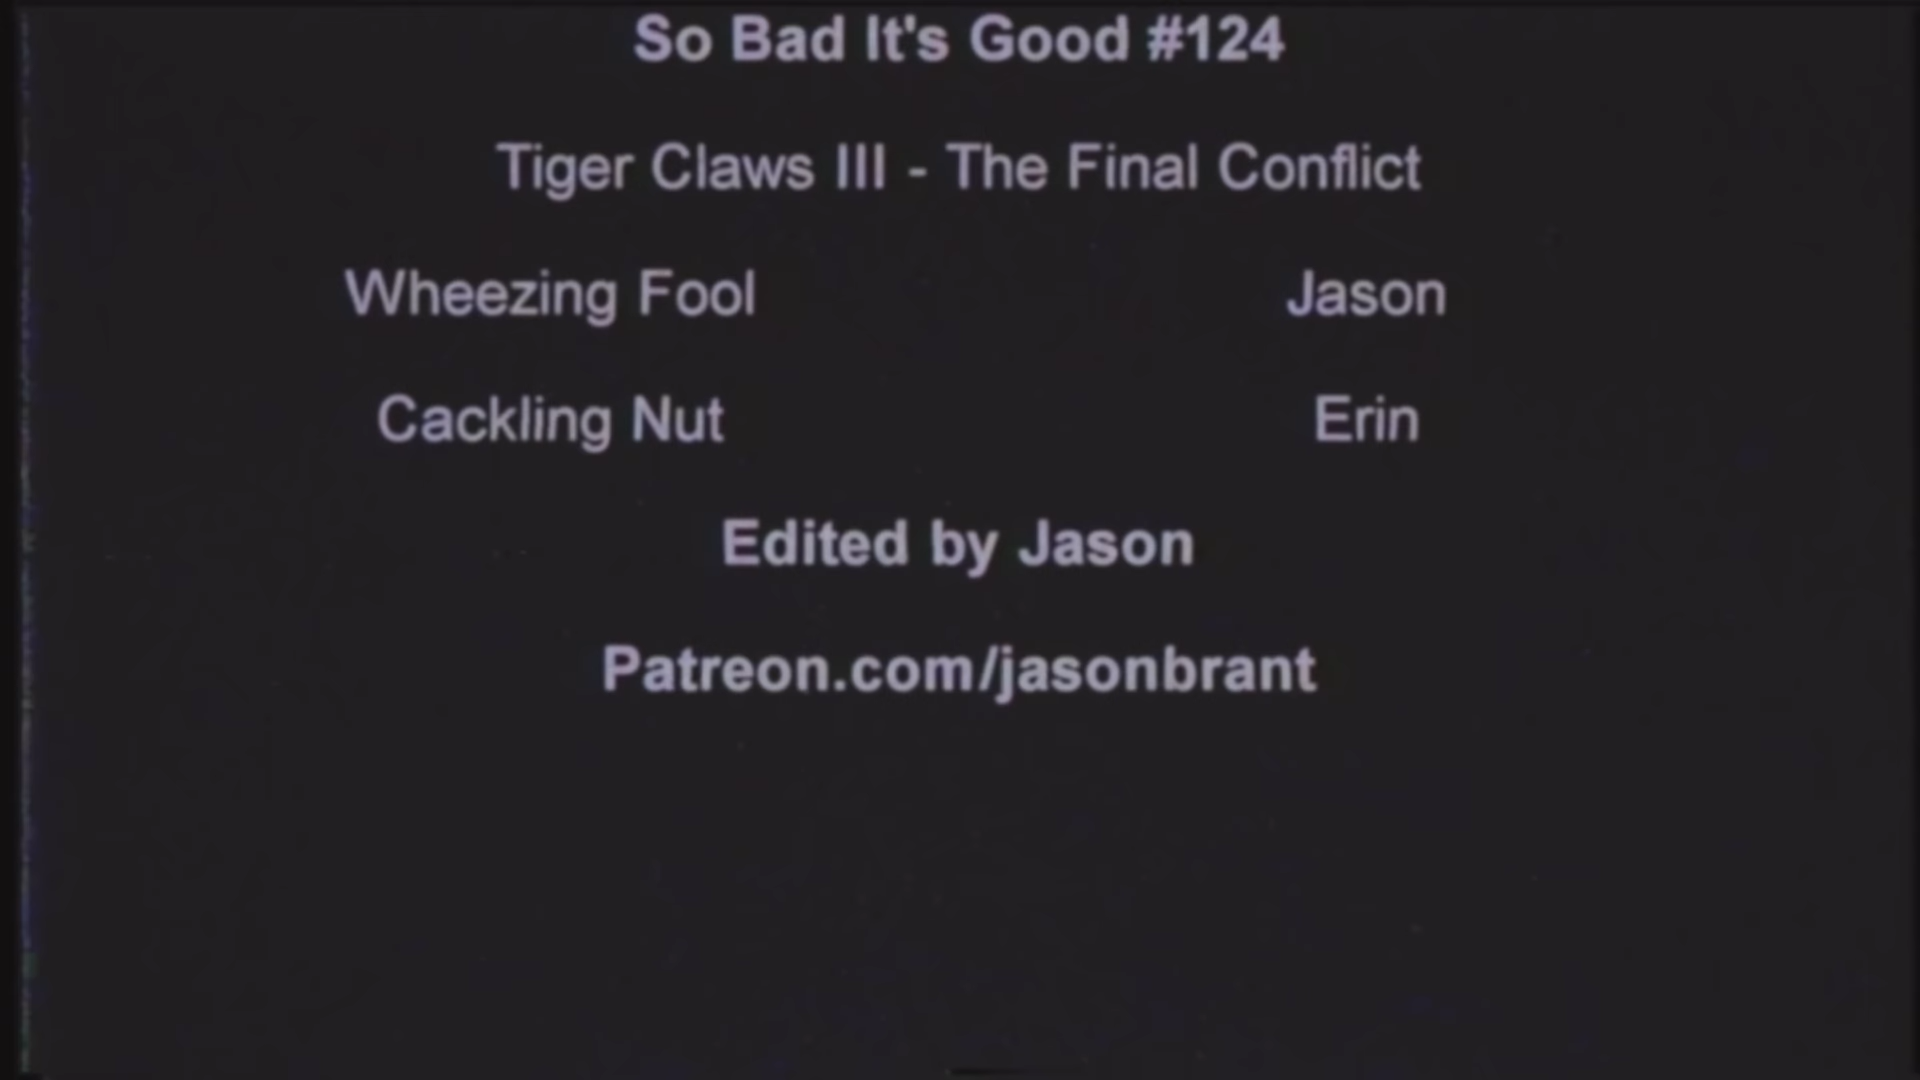 So Bad It's Good #124
Tiger Claws III - The Final Conflict
Wheezing Fool Jason
Cackling Nut Erin
Edited by Jason
Patreon.com/jasonbrant